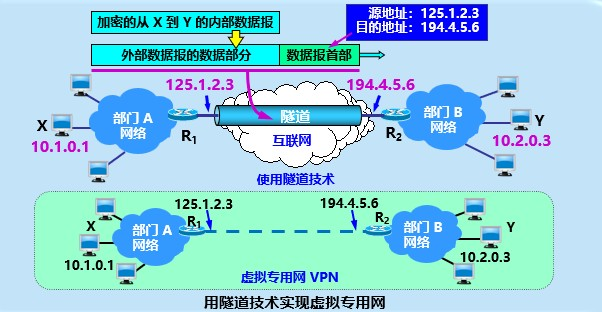 加密的从 X 到 Y 的内部数据报
源地址：125.1.2.3
目的地址：194.4.5.6
外部数据报的数据部分
数据报首部
125.1.2.3
194.4.5.6
部门 A
网络
R1
隧道
互联网
R2
部门 B
网络
X
10.1.0.1
Y
10.2.0.3
使用隧道技术
125.1.2.3
194.4.5.6
部门 A
网络
R1
R2
部门 B
网络
X
10.1.0.1
Y
10.2.0.3
虚拟专用网 VPN
用隧道技术实现虚拟专用网